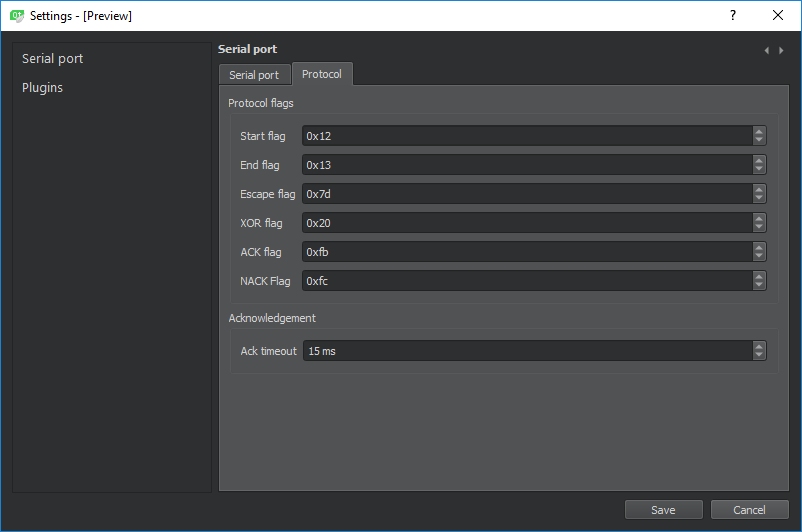 Settings - [Preview]
?
Serial port
Plugins
Serial port
Serial port Protocol
Protocol flags
Start flag 0x12
End flag 0x13
Escape flag 0x7d
XOR flag 0x20
ACK flag 0xfb
NACK Flag 0xfc
Acknowledgement
Ack timeout 15 ms
Save Cancel